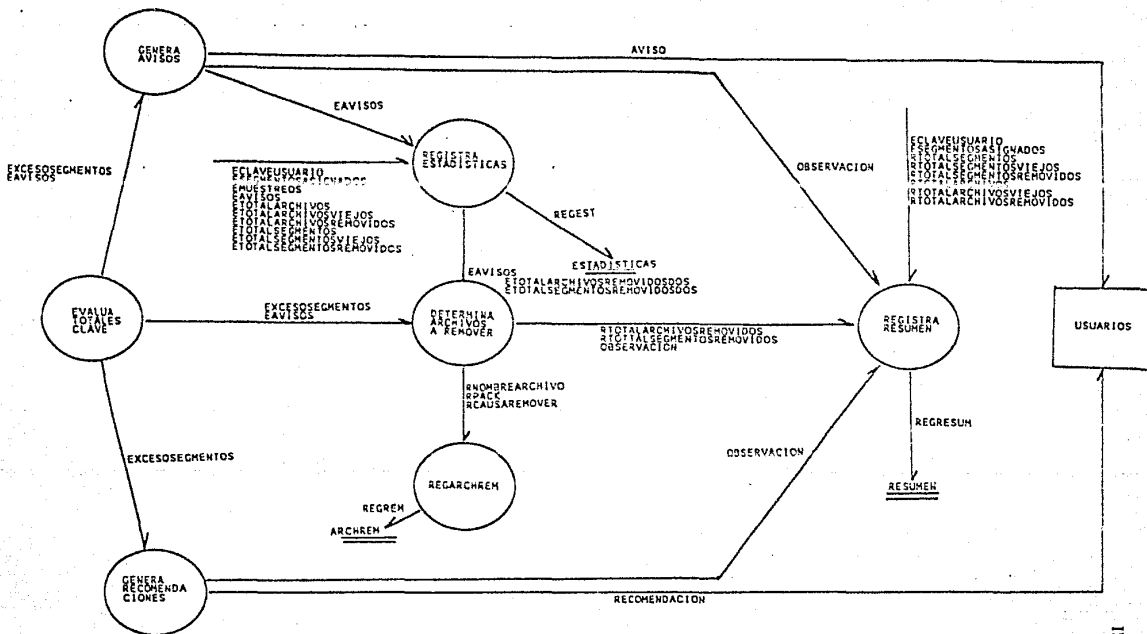 GENERA
AVISOS
AVISO
EAVISOS
EXCESOSEGMENTOS
EAVISOS
REGISTRA
ESTADISTICAS
ECLAVEUSUARIO
EMUESTREOS
EAVISOS
ETOTALARCHIVOS
ETOTALARCHIVOSVIEJOS
ETOTALARCHIVOSREMOVIDOS
ETOTALSEGMENTOS
ETOTALSEGMENTOSVIEJOS
ETOTALSEGMENTOSREMOVIDOS
OBSERVACION
ECLAVEUSUARIO
RTOTALSEGMENTOS
RTOTALSEGMENTOSVIEJOS
RTOTALSEGMENTOSREMOVIDOS
RTOTALARCHIVOSVIEJOS
RTOTALARCHIVOSREMOVIDOS
REGEST
ESTADISTICAS
EAVISOS
ETOTALARCHIVOSREMOVIDOSDOS
ETOTALSEGMENTOSREMOVIDOSDOS
EVALUA
TOTALES
CLAVE
EXCESOSEGMENTOS
EAVISOS
DETERMINA
ARCHIVOS
A REMOVER
RTOTALARCHIVOSREMOVIDOS
RTOTTALSEGMENTOSREMOVIDOS
OBSERVACION
REGISTRA
RESUMEN
USUARIOS
RNOMBREARCHIVO
RPACK
RCAUSAREMOVER
REGRESUM
EXCESOSEGMENTOS
OBSERVACION
REGARCHREM
RESUMEN
REGREM
ARCHREM
GENERA
RECOMENDA
CIONES
RECOMENDACION